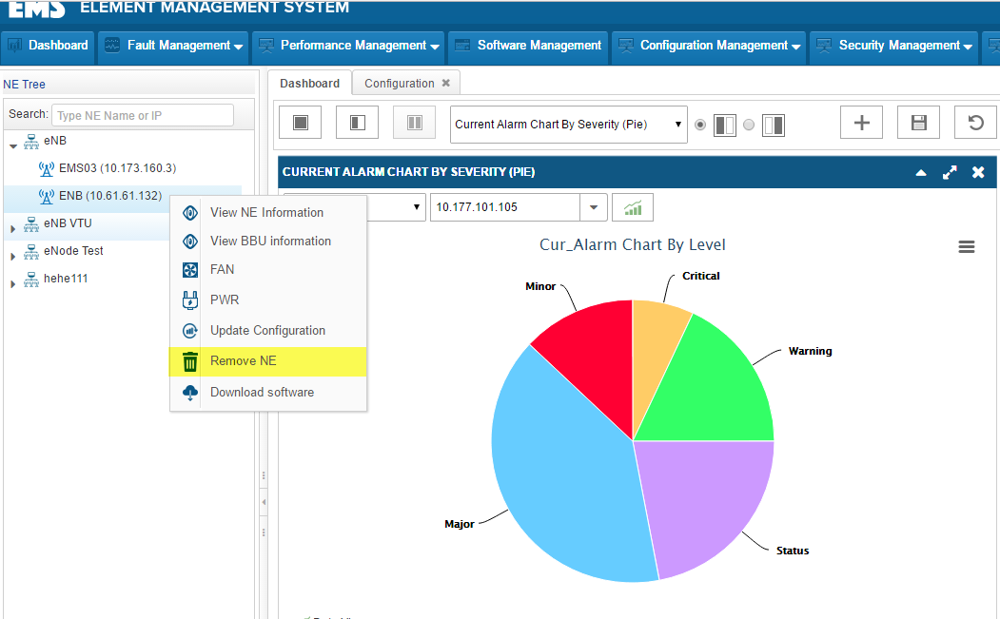 EMS ELEMENT MANAGEMENT SYSTEM
Dashboard Fault Management Performance Management Software Management Configuration Management Security Management
NE Tree
Dashboard Configuration
Search: Type NE Name or IP
Current Alarm Chart By Severity (Pie)
eNB
EMS03 (10.173.160.3)
ENB (10.61.61.132)
eNB VTU
eNode Test
hehe111
View NE Information
View BBU information
FAN
PWR
Update Configuration
Remove NE
Download software
CURRENT ALARM CHART BY SEVERITY (PIE)
10.177.101.105
Cur_Alarm Chart By Level
Critical
Minor
Warning
Major
Status